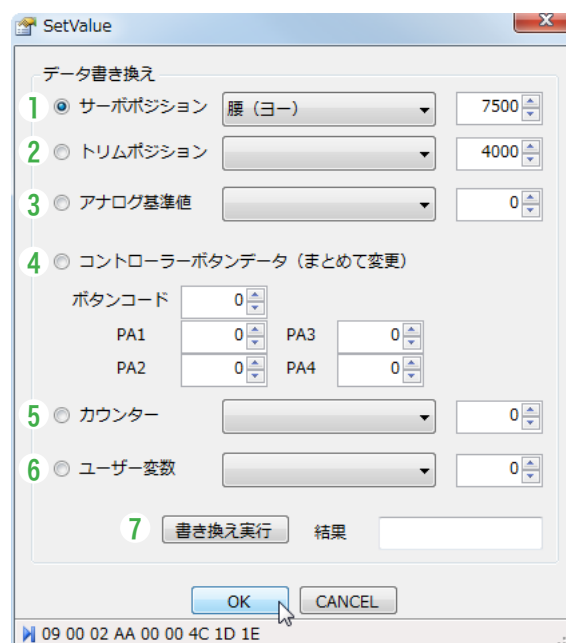 SetValue
データ書き換え
1 サーボポジション 腰（ヨー） 7500
2 トリムポジション 4000
3 アナログ基準値 0
4 コントローラーボタンデータ（まとめて変更）
ボタンコード 0
PA1 0 PA3 0
PA2 0 PA4 0
5 カウンター 0
6 ユーザー変数 0
7 書き換え実行 結果
OK CANCEL
09 00 02 AA 00 00 4C 1D 1E